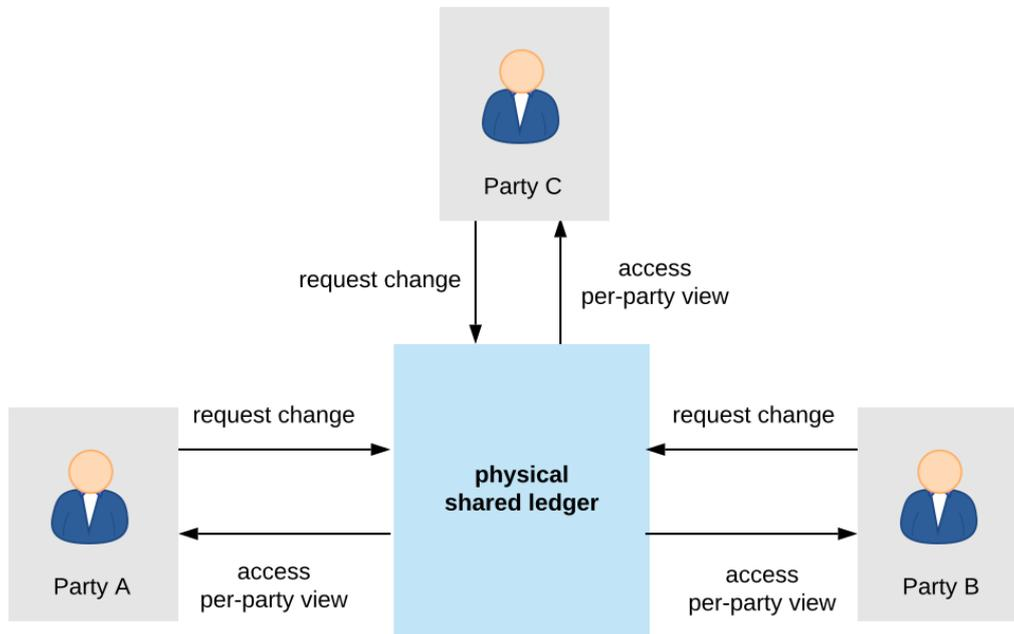 Party C
request change
access
per-party view
request change
request change
physical
shared ledger
Party A
access
per-party view
access
per-party view
Party B